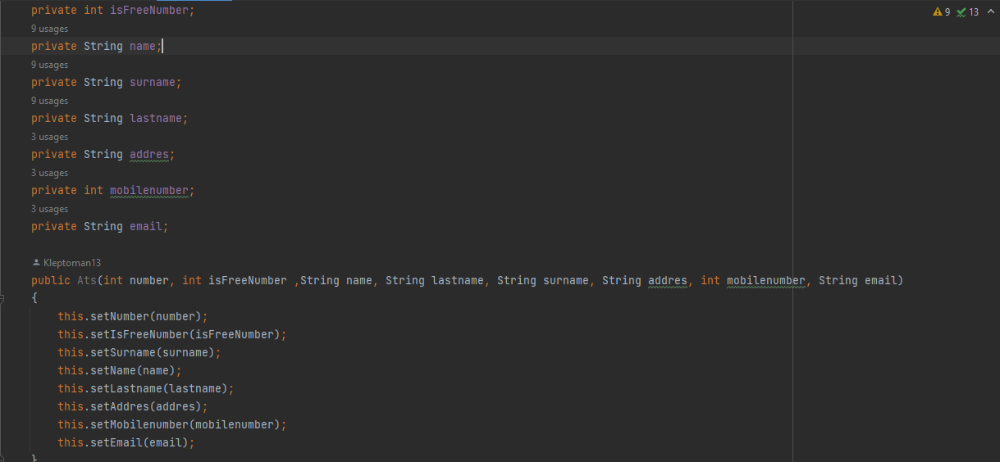 private int isFreeNumber;
9 13
9 usages
private String name;
9 usages
private String surname;
9 usages
private String lastname;
3 usages
private String addres;
3 usages
private int mobilenumber;
3 usages
private String email;
Kleptoman13
public Ats(int number, int isFreeNumber ,String name, String lastname, String surname, String addres, int mobilenumber, String email)
{
this.setNumber(number);
this.setIsFreeNumber(isFreeNumber);
this.setSurname(surname);
this.setName(name);
this.setLastname(lastname);
this.setAddres(addres);
this.setMobilenumber(mobilenumber);
this.setEmail(email);
}